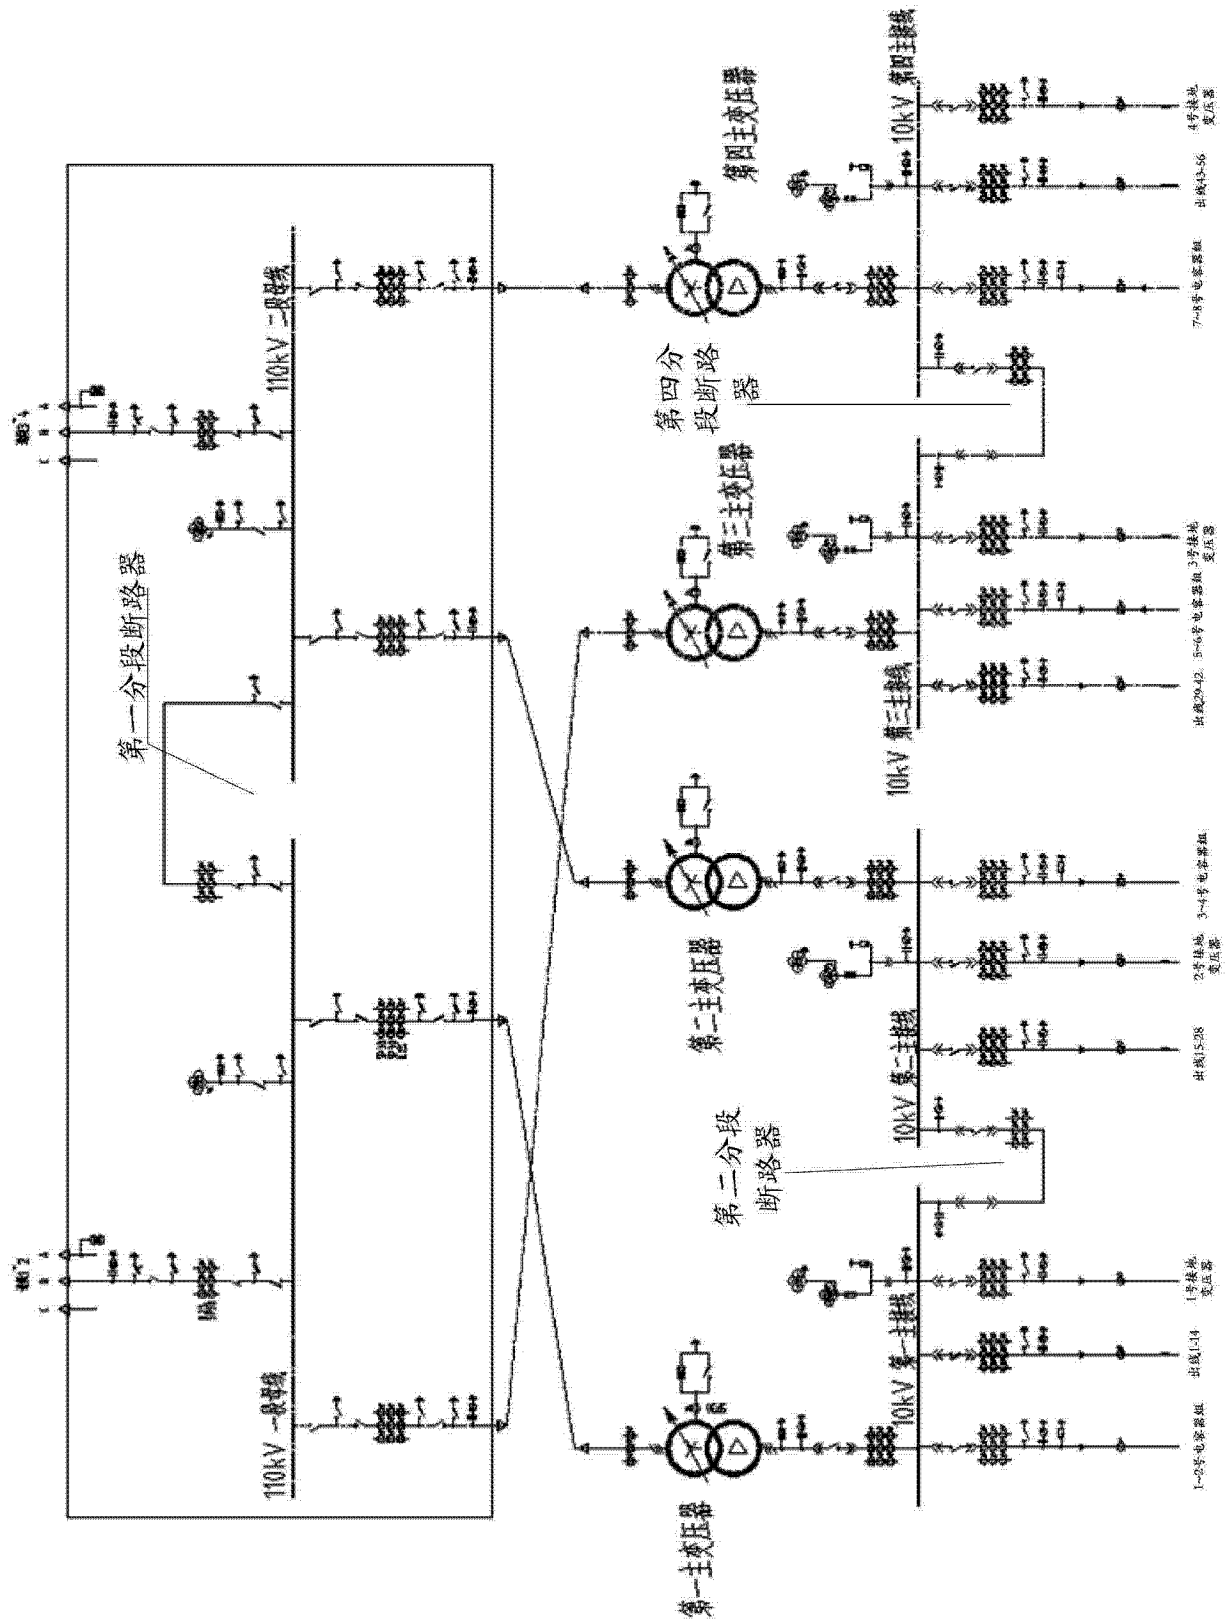 110kV 一段母线
110kV 二段母线
第一分段断路器
第一主变压器
第二主变压器
第三主变压器
第四主变压器
第二分段
断路器
第四分
段断路
器
10kV 第一主接线
10kV 第二主接线
10kV 第三主接线
10kV 第四主接线
1~2号电容器组
出线1-14
1号接地
变压器
出线15-28
2号接地
变压器
3~4号电容器组
出线29-42
5~6号电容器组
3号接地
变压器
7~8号电容器组
出线43-56
4号接地
变压器